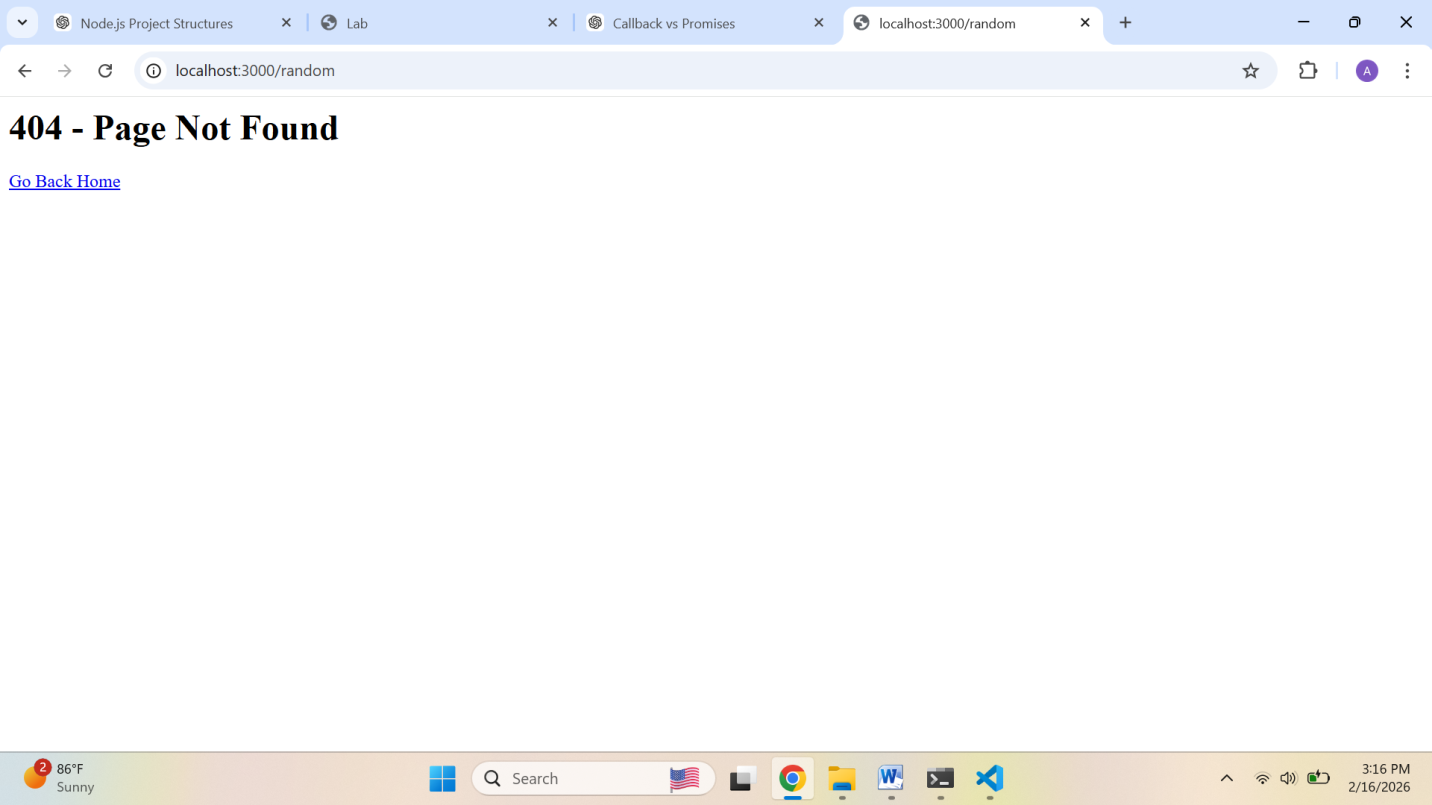 Node.js Project Structures
Lab
Callback vs Promises
localhost:3000/random
localhost:3000/random
A
404 - Page Not Found
Go Back Home
2
86°F
Sunny
Search
W
3:16 PM
2/16/2026